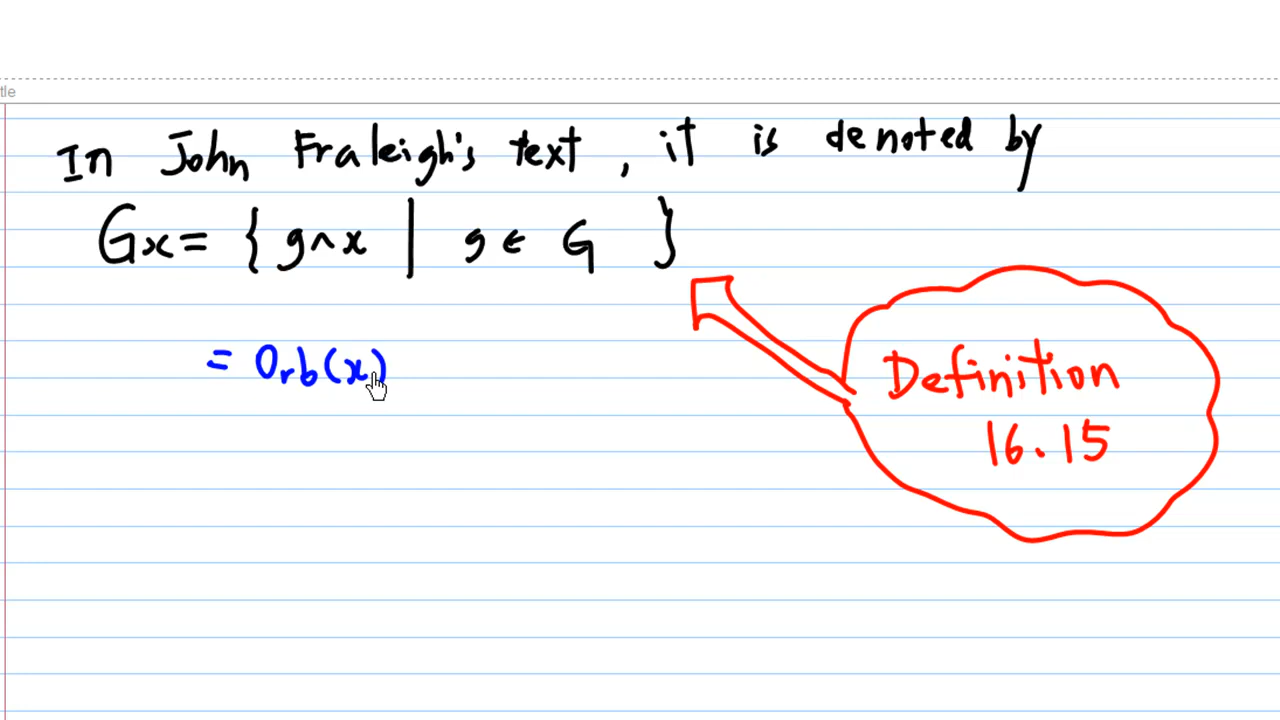 tle
In John Fraleigh's text, it is denoted by
Gx = { g^x | g ∈ G }
= Orb(x)
Definition
16.15